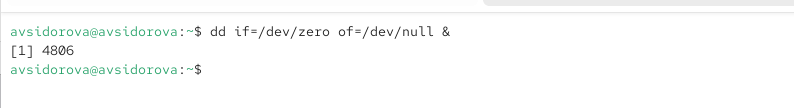 avsidorova@avsidorova:~$ dd if=/dev/zero of=/dev/null &
[1] 4806
avsidorova@avsidorova:~$